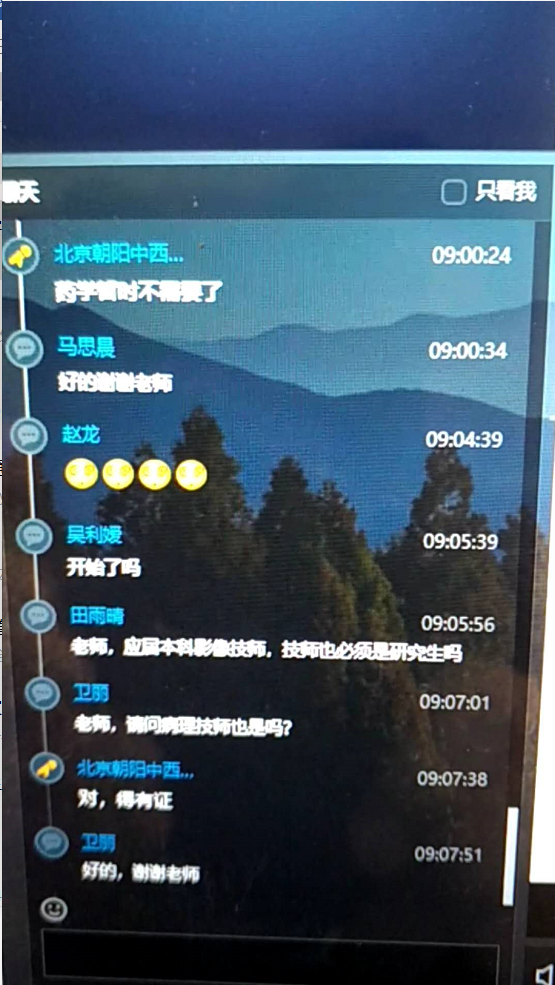 聊天
只看我
北京朝阳中西...
09:00:24
药学暂时不需要了
马思晨
09:00:34
好的谢谢老师
赵龙
09:04:39
吴利嫒
09:05:39
开始了吗
田雨晴
09:05:56
老师，应届本科影像技师，技师也必须是研究生吗
卫丽
09:07:01
老师，请问病理技师也是吗？
北京朝阳中西...
09:07:38
对，得有证
卫丽
09:07:51
好的，谢谢老师